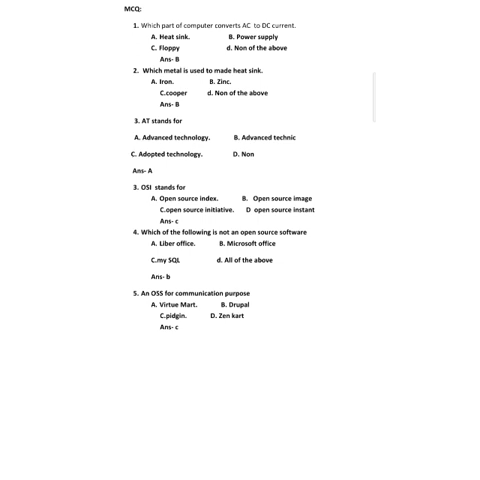 MCQ:
1. Which part of computer converts AC to DC current.
A. Heat sink. B. Power supply
C. Floppy d. Non of the above
Ans- B
2. Which metal is used to made heat sink.
A. Iron. B. Zinc.
C.cooper d. Non of the above
Ans- B
3. AT stands for
A. Advanced technology. B. Advanced technic
C. Adopted technology. D. Non
Ans- A
3. OSI stands for
A. Open source index. B. Open source image
C.open source initiative. D open source instant
Ans- c
4. Which of the following is not an open source software
A. Liber office. B. Microsoft office
C.my SQL d. All of the above
Ans- b
5. An OSS for communication purpose
A. Virtue Mart. B. Drupal
C.pidgin. D. Zen kart
Ans- c